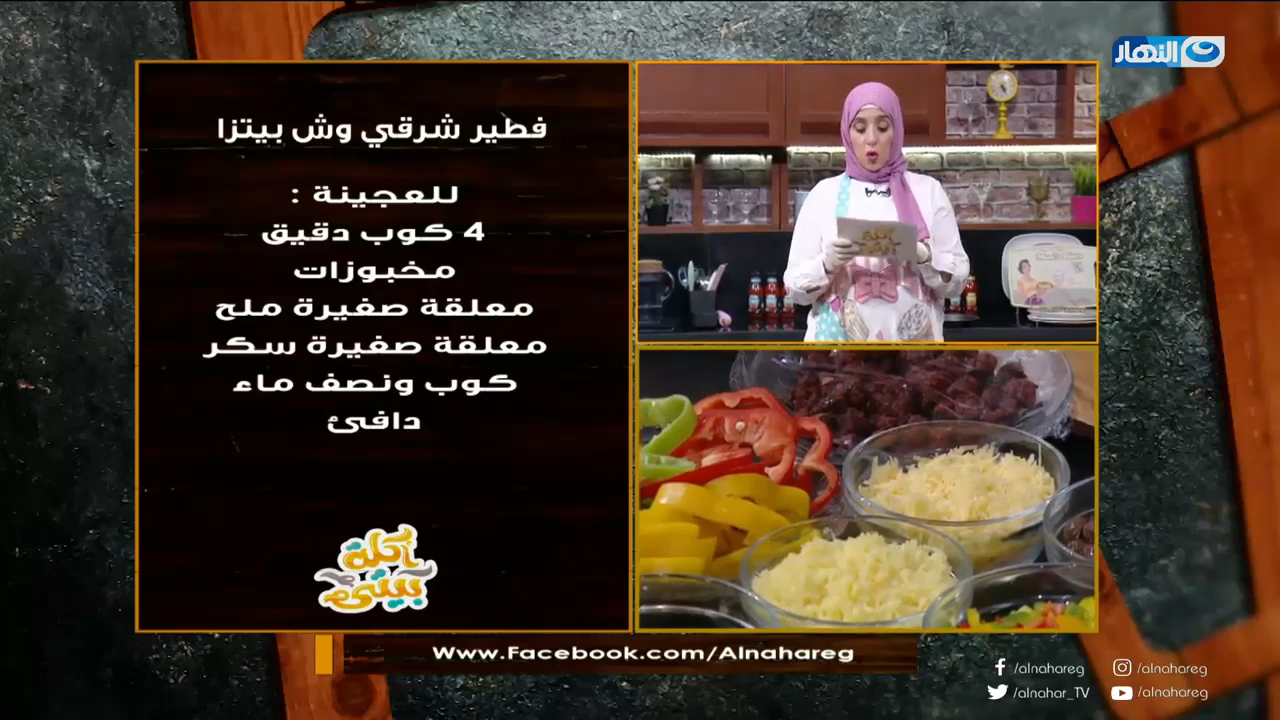 النهار
فطير شرقي وش بيتزا
للعجينة :
4 كوب دقيق
مخبوزات
معلقة صغيرة ملح
معلقة صغيرة سكر
كوب ونصف ماء
دافئ
أكلة
بيتي
Www.Facebook.com/Alnahareg
/alnahareg
/alnahareg
/alnahar_TV
/alnahareg